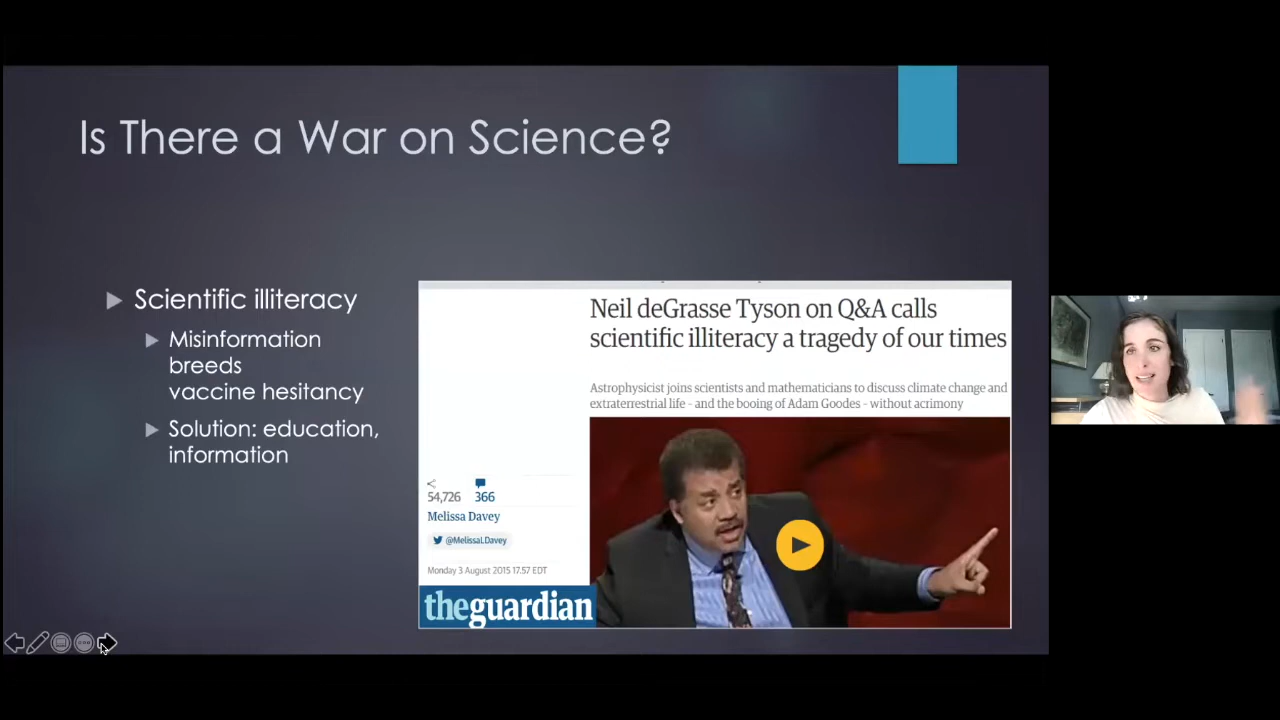 Is There a War on Science?
Scientific illiteracy
Misinformation
breeds
vaccine hesitancy
Solution: education,
information
Neil deGrasse Tyson on Q&A calls
scientific illiteracy a tragedy of our times
Astrophysicist joins scientists and mathematicians to discuss climate change and
extraterrestrial life – and the booing of Adam Goodes – without acrimony
54,726 366
Melissa Davey
@MelissaLDavey
Monday 3 August 2015 17.57 EDT
theguardian